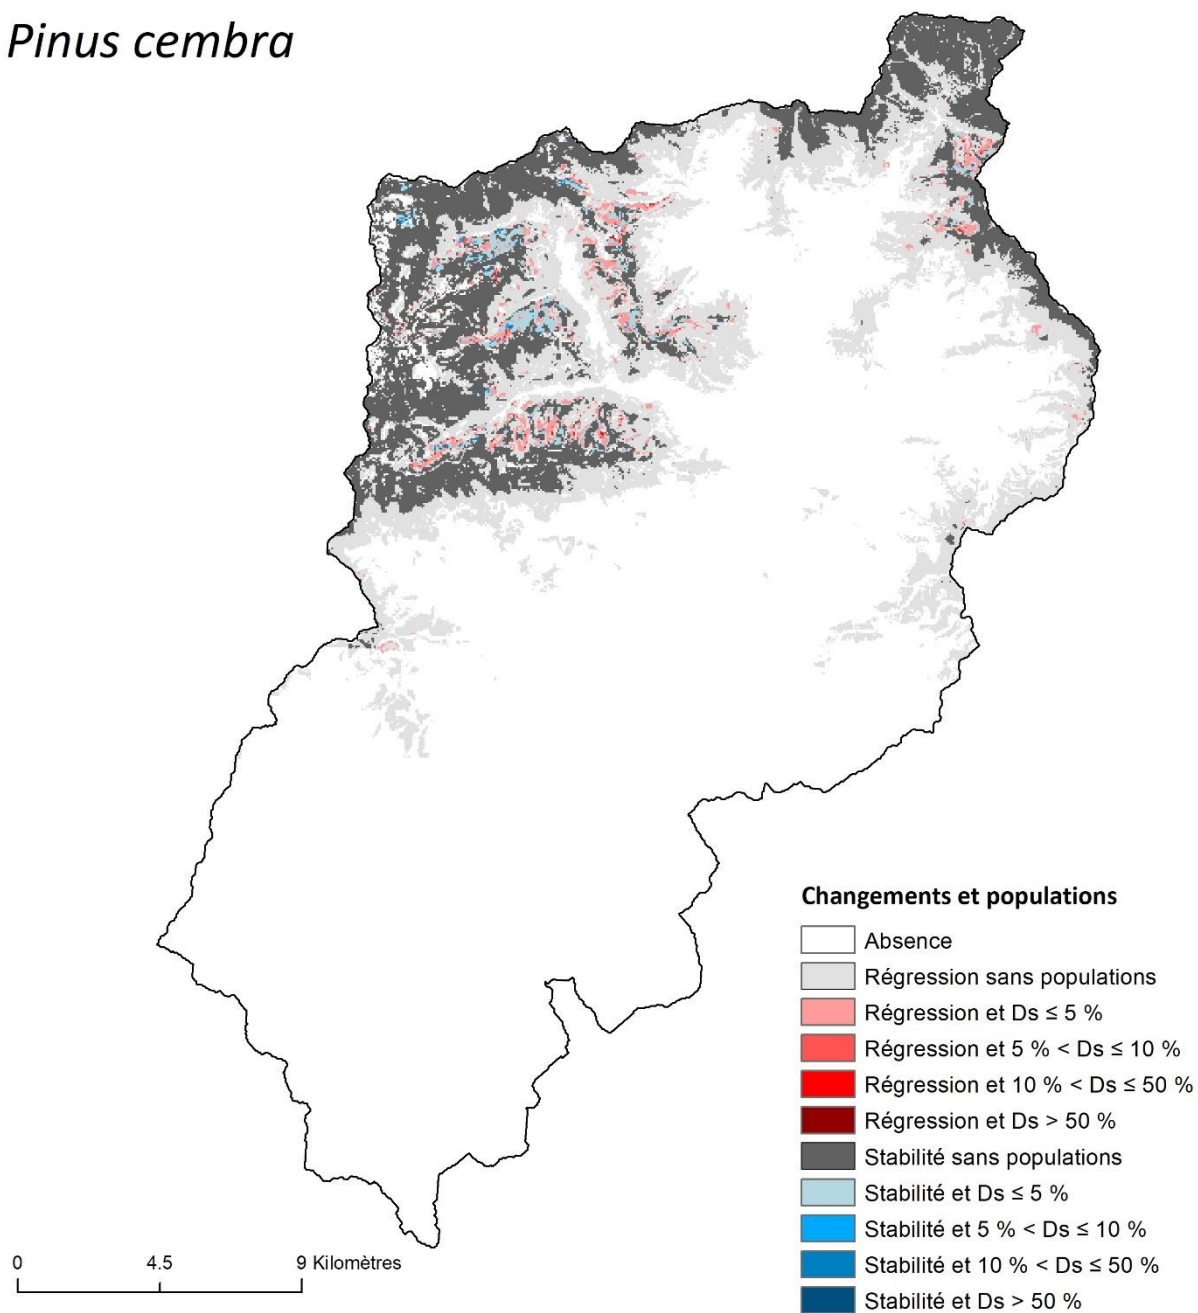 Pinus cembra
Changements et populations
Absence
Régression sans populations
Régression et Ds ≤ 5 %
Régression et 5 % < Ds ≤ 10 %
Régression et 10 % < Ds ≤ 50 %
Régression et Ds > 50 %
Stabilité sans populations
Stabilité et Ds ≤ 5 %
Stabilité et 5 % < Ds ≤ 10 %
Stabilité et 10 % < Ds ≤ 50 %
Stabilité et Ds > 50 %
0 4.5 9 Kilomètres